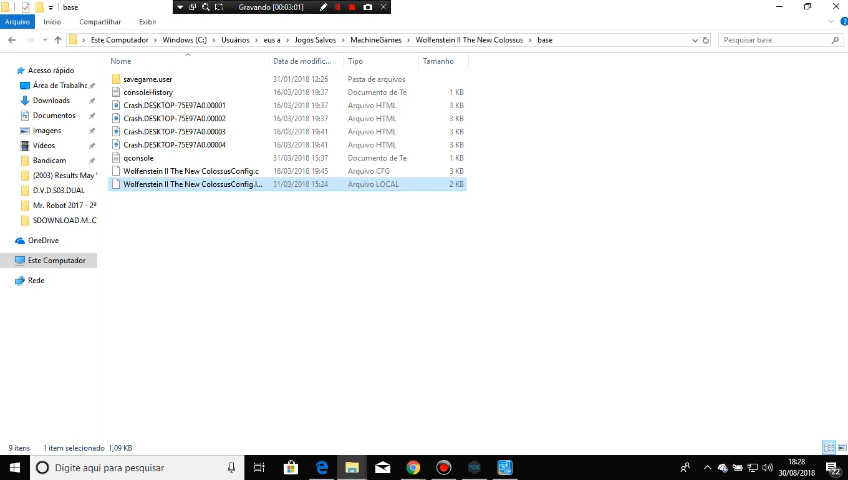 base
Gravando [00:03:01]
Arquivo
Início
Compartilhar
Exibir
Este Computador
Windows (C:)
Usuários
eus a
Jogos Salvos
MachineGames
Wolfenstein II The New Colossus
base
Pesquisar base
Nome
Data de modific...
Tipo
Tamanho
savegame.user 31/01/2018 12:26 Pasta de arquivos
consoleHistory 16/03/2018 19:37 Documento de Te 1 KB
Crash.DESKTOP-75E97A0.00001 16/03/2018 19:37 Arquivo HTML 3 KB
Crash.DESKTOP-75E97A0.00002 16/03/2018 19:37 Arquivo HTML 3 KB
Crash.DESKTOP-75E97A0.00003 16/03/2018 19:41 Arquivo HTML 3 KB
Crash.DESKTOP-75E97A0.00004 16/03/2018 19:41 Arquivo HTML 3 KB
qconsole 31/03/2018 15:37 Documento de Te 1 KB
Wolfenstein II The New ColossusConfig.c 16/03/2018 19:45 Arquivo CFG 3 KB
Wolfenstein II The New ColossusConfig.l... 31/03/2018 15:24 Arquivo LOCAL 2 KB
Acesso rápido
Área de Trabalhc
Downloads
Documentos
Imagens
Vídeos
Bandicam
(2003) Results May
D.V.D.S03.DUAL
Mr. Robot 2017 - 2ª
SDOWNLOAD.M..C
OneDrive
Este Computador
Rede
9 itens
1 item selecionado 1,09 KB
Digite aqui para pesquisar
18:28
30/08/2018
22